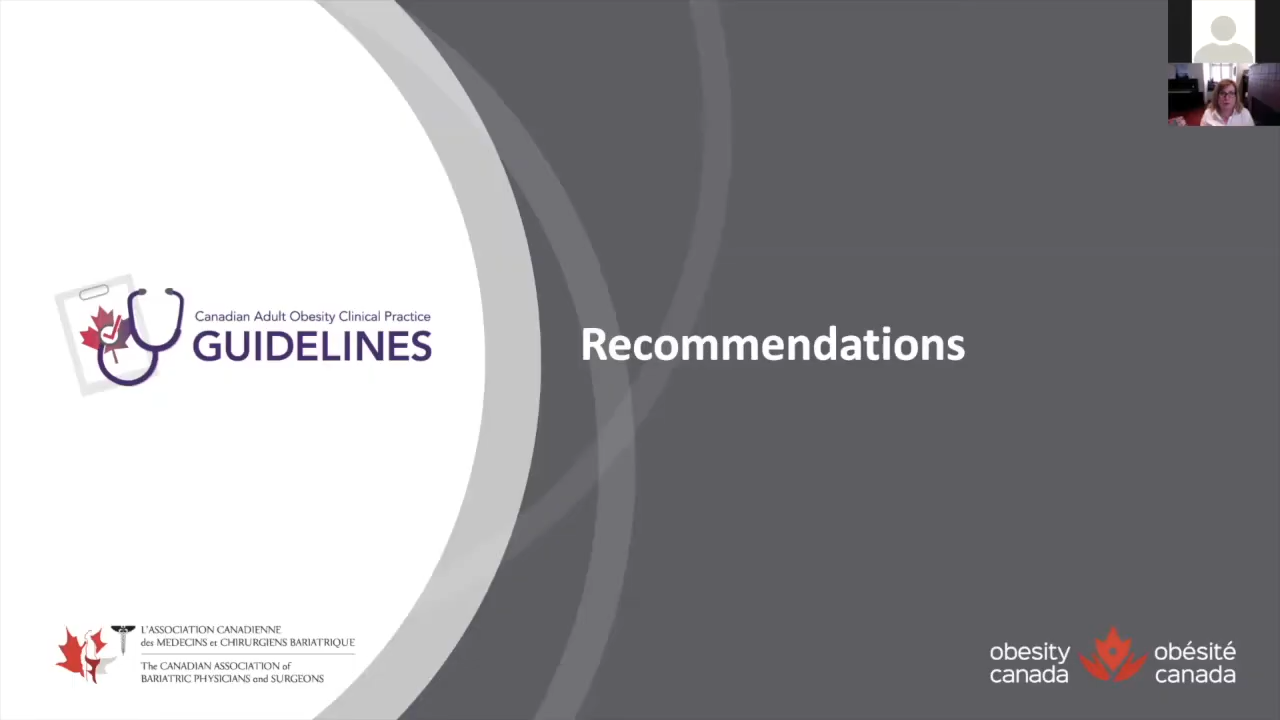 Canadian Adult Obesity Clinical Practice
GUIDELINES
Recommendations
L'ASSOCIATION CANADIENNE
des MEDECINS et CHIRURGIENS BARIATRIQUE
The CANADIAN ASSOCIATION of
BARIATRIC PHYSICIANS and SURGEONS
obesity canada
obésité canada